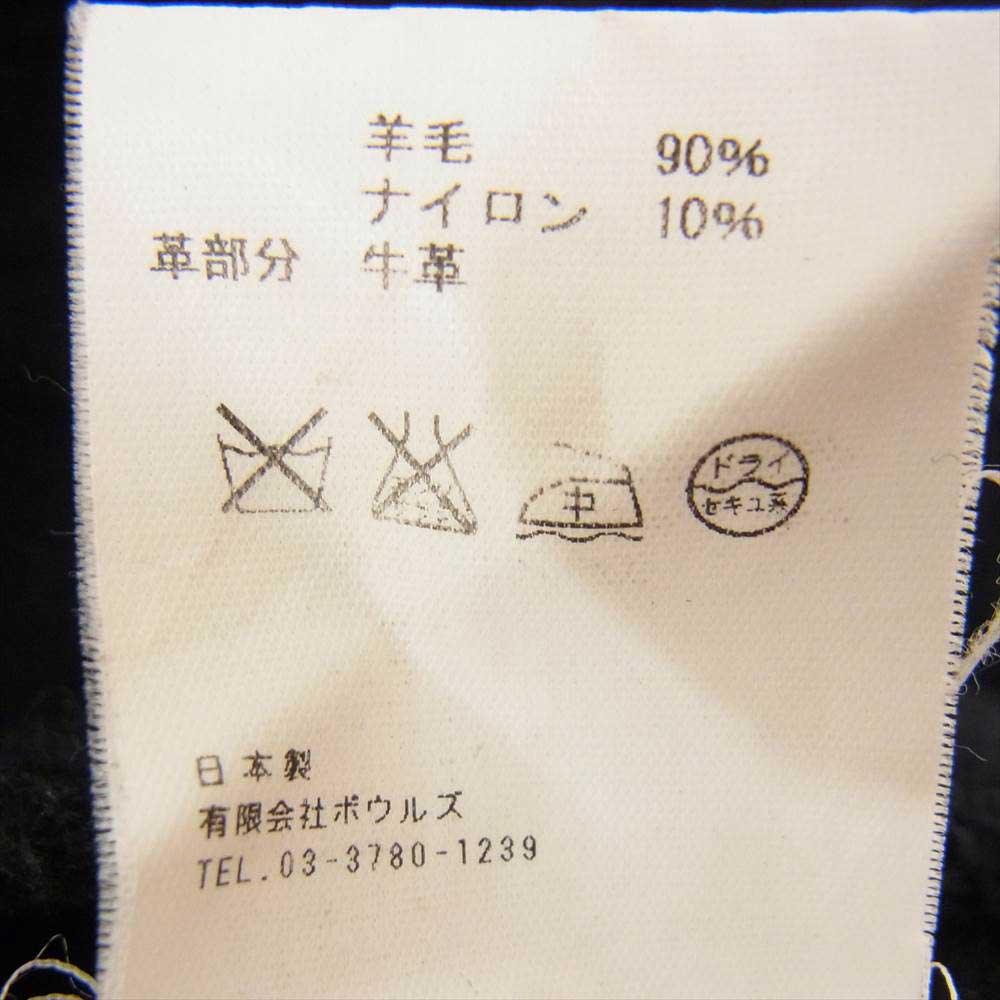 羊毛 90%
ナイロン 10%
革部分 牛革
中
ドライ
セキユ系
日本製
有限会社ボウルズ
TEL.03-3780-1239